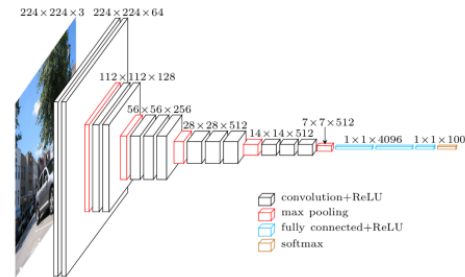 224×224×3
224×224×64
112×112×128
56×56×256
28×28×512
14×14×512
7×7×512
1×1×4096
1×1×100
convolution+ReLU
max pooling
fully connected+ReLU
softmax